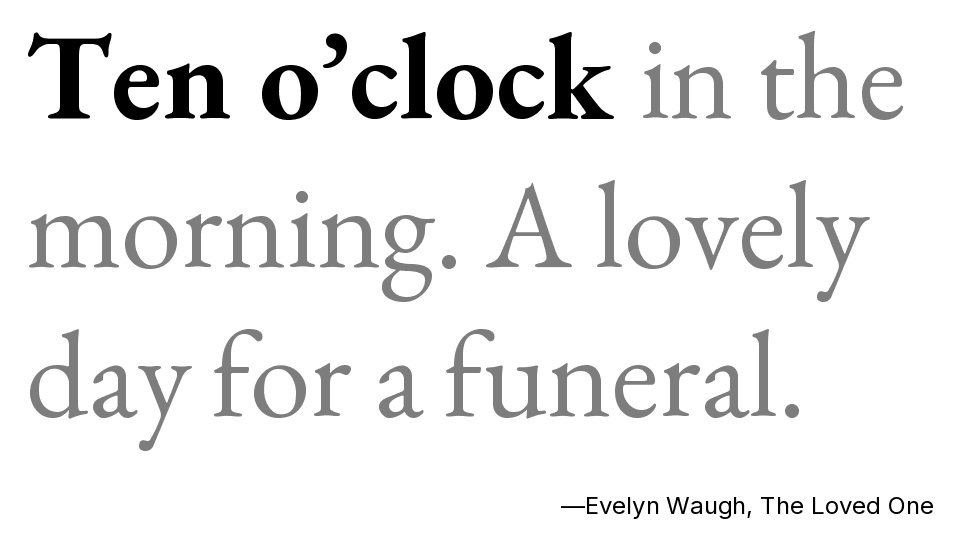 Ten o’clock in the
morning. A lovely
day for a funeral.
—Evelyn Waugh, The Loved One